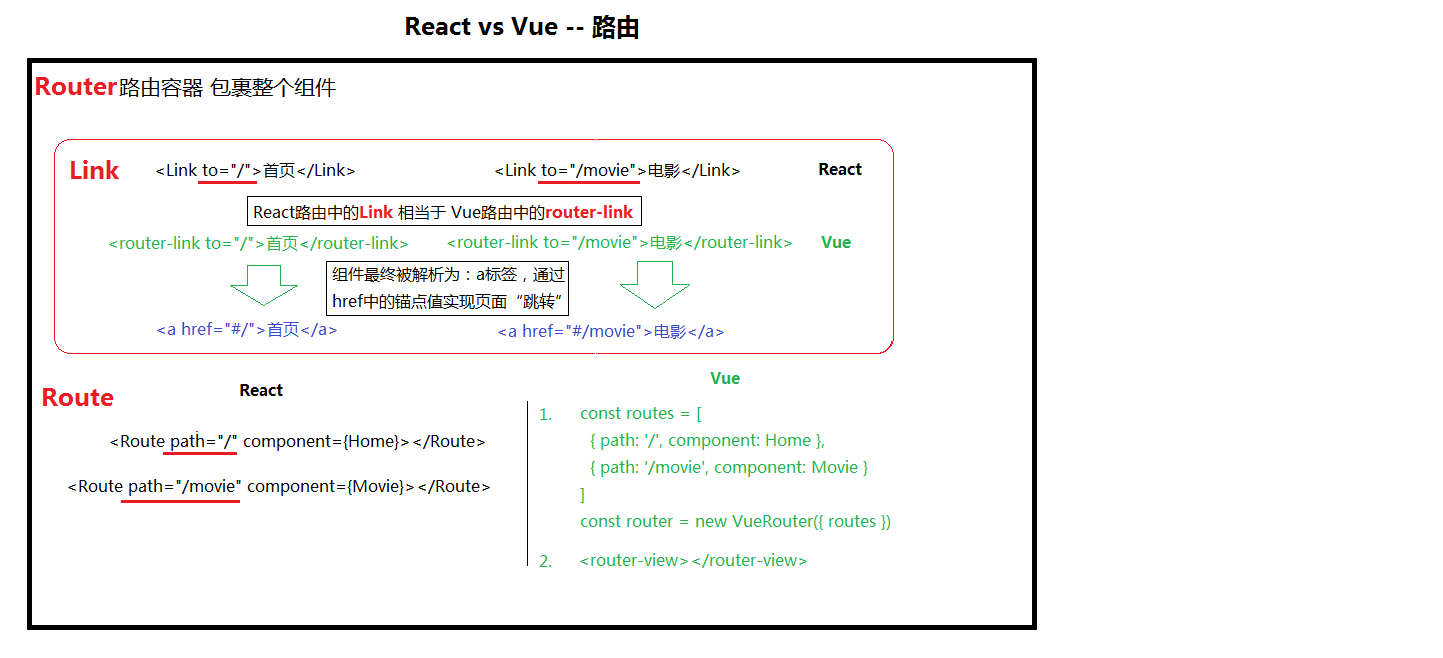 React vs Vue -- 路由
Router路由容器 包裹整个组件
Link <Link to="/">首页</Link> <Link to="/movie">电影</Link> React
React路由中的Link 相当于 Vue路由中的router-link
<router-link to="/">首页</router-link> <router-link to="/movie">电影</router-link> Vue
组件最终被解析为：a标签，通过
href中的锚点值实现页面“跳转”
<a href="#/">首页</a> <a href="#/movie">电影</a>
Route
React
<Route path="/" component={Home}></Route>
<Route path="/movie" component={Movie}></Route>
Vue
1. const routes = [
{ path: '/', component: Home },
{ path: '/movie', component: Movie }
]
const router = new VueRouter({ routes })
2. <router-view></router-view>